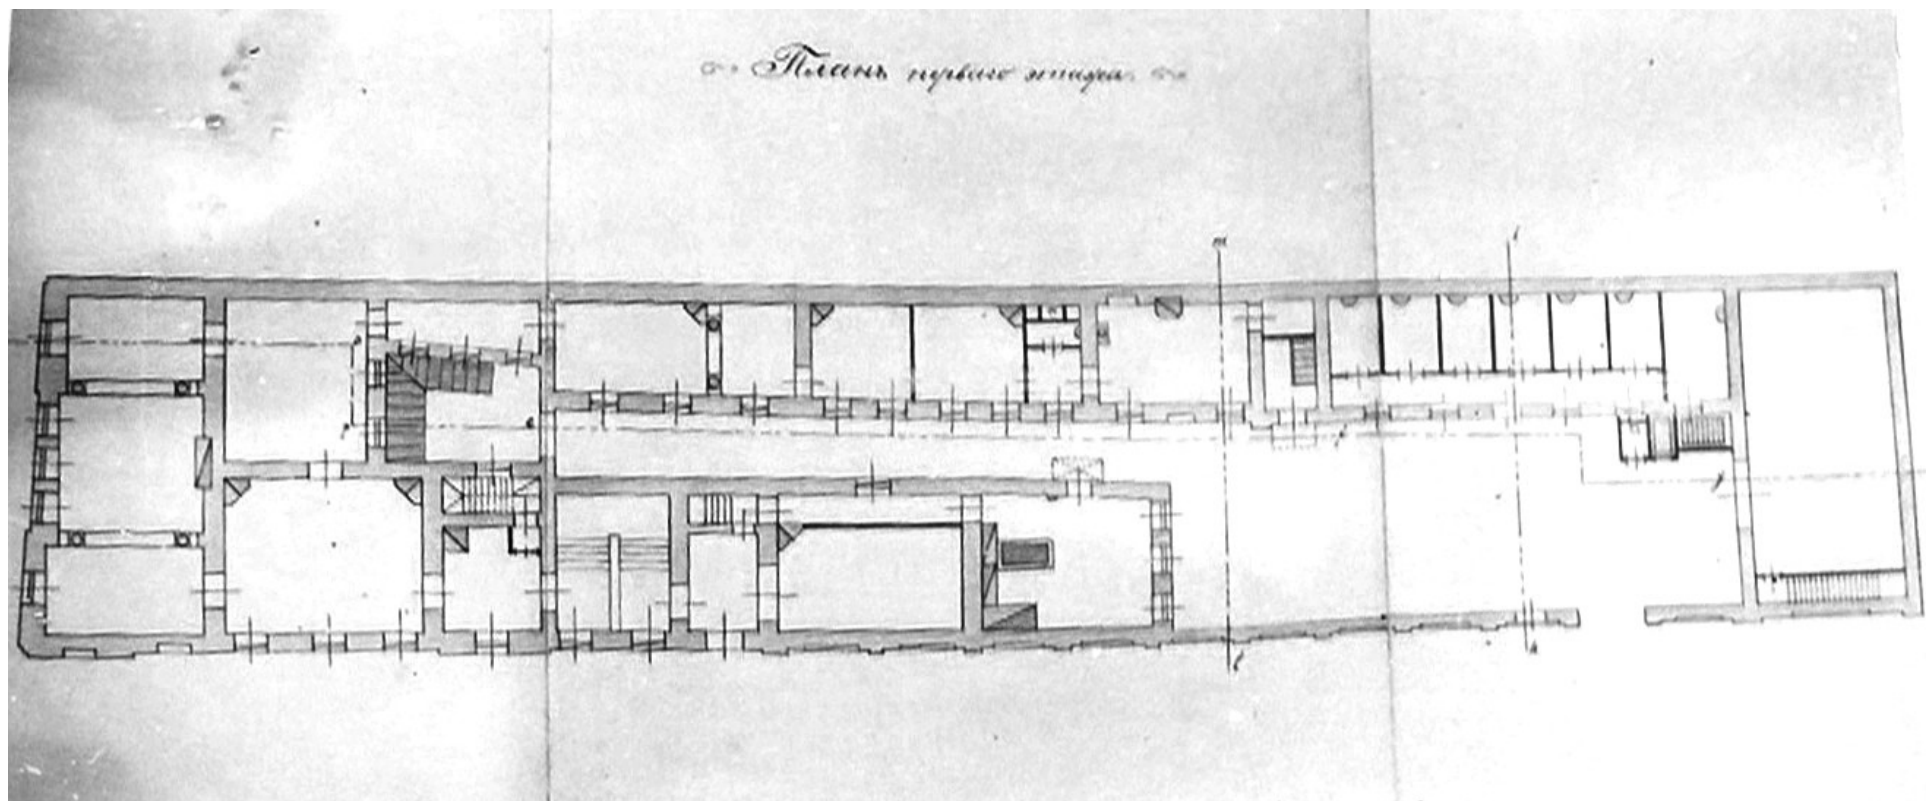 Планъ перваго этажа.